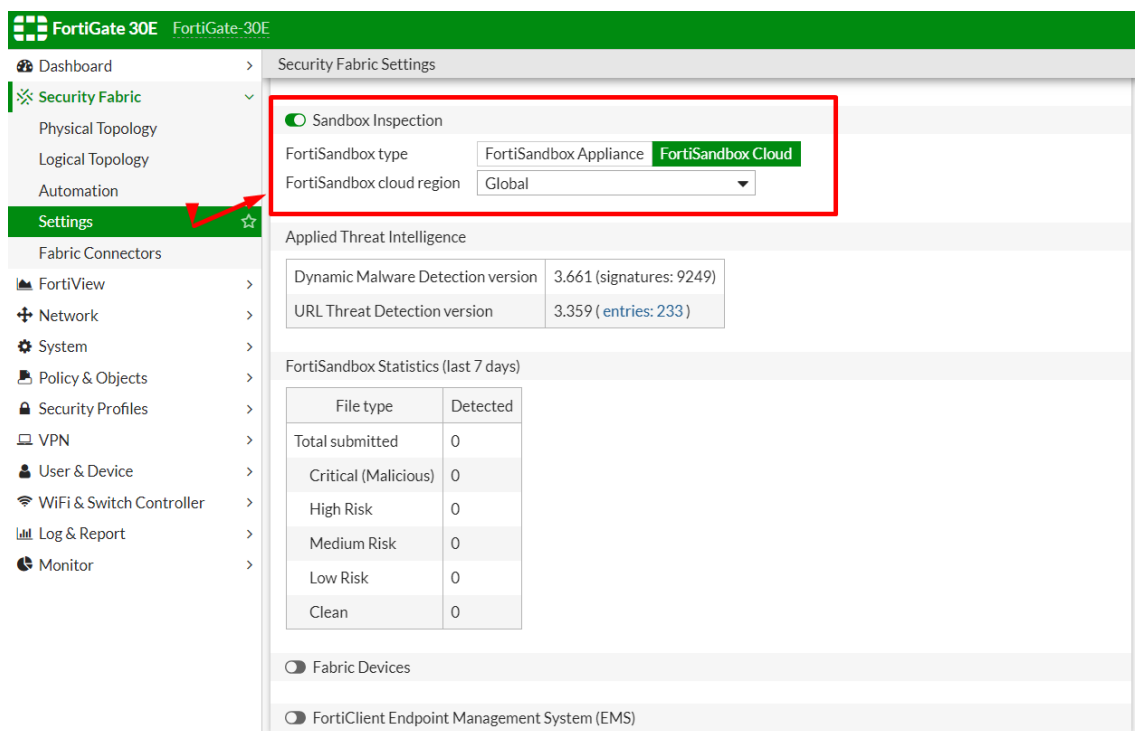 FortiGate 30E FortiGate-30E
Dashboard
Security Fabric
Physical Topology
Logical Topology
Automation
Settings
Fabric Connectors
FortiView
Network
System
Policy & Objects
Security Profiles
VPN
User & Device
WiFi & Switch Controller
Log & Report
Monitor
Security Fabric Settings
Sandbox Inspection
FortiSandbox type FortiSandbox Appliance FortiSandbox Cloud
FortiSandbox cloud region Global
Applied Threat Intelligence
Dynamic Malware Detection version 3.661 (signatures: 9249)
URL Threat Detection version 3.359 ( entries: 233 )
FortiSandbox Statistics (last 7 days)
File type Detected
Total submitted 0
Critical (Malicious) 0
High Risk 0
Medium Risk 0
Low Risk 0
Clean 0
Fabric Devices
FortiClient Endpoint Management System (EMS)